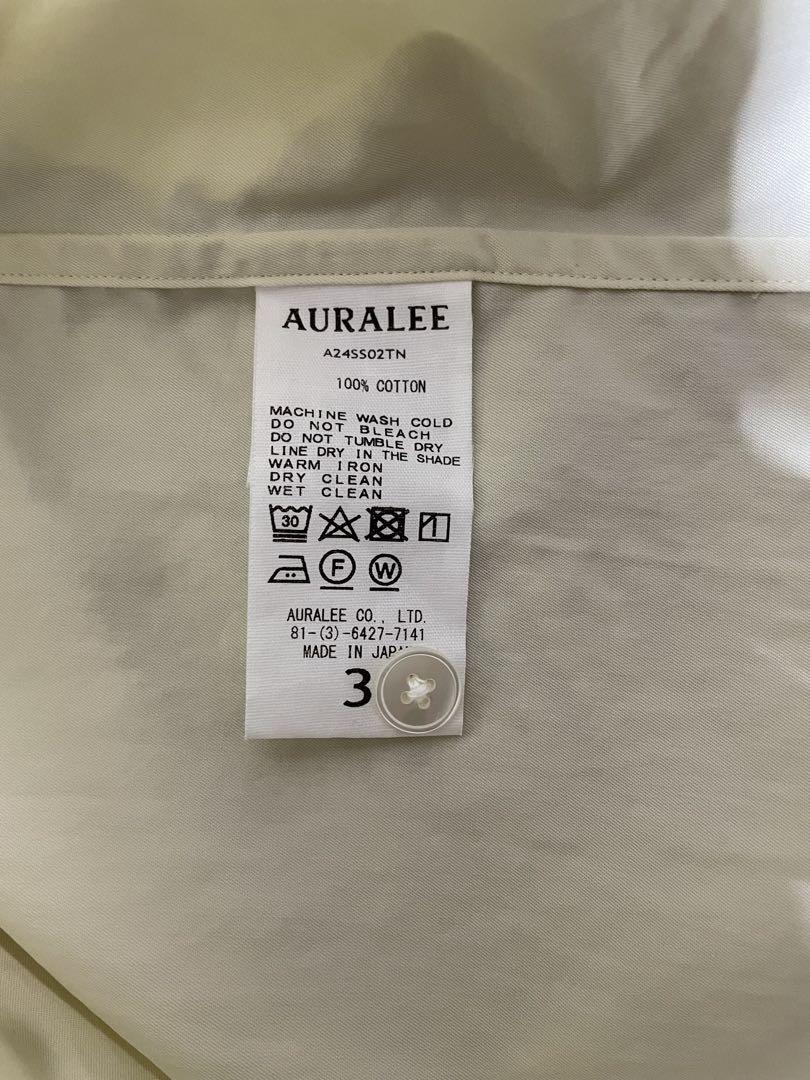 AURALEE
A24SS02TN
100% COTTON
MACHINE WASH COLD
DO NOT BLEACH
DO NOT TUMBLE DRY
LINE DRY IN THE SHADE
WARM IRON
DRY CLEAN
WET CLEAN
30
F W
AURALEE CO., LTD.
81-(3)-6427-7141
MADE IN
3